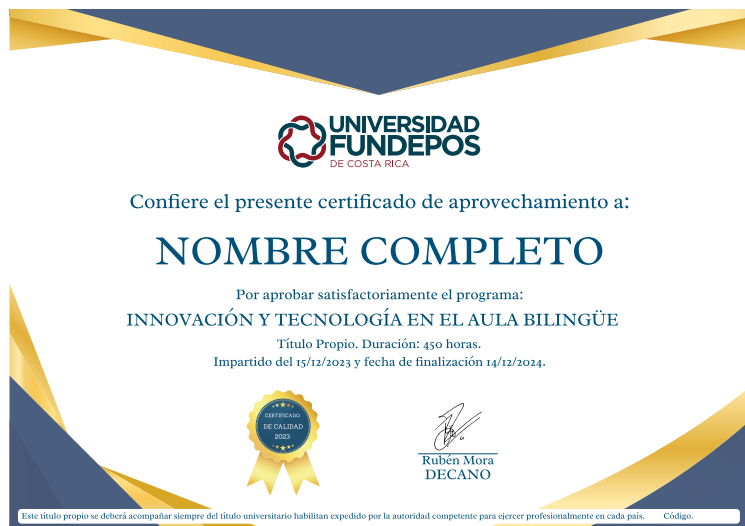 UNIVERSIDAD
FUNDEPOS
DE COSTA RICA
Confiere el presente certificado de aprovechamiento a:
NOMBRE COMPLETO
Por aprobar satisfactoriamente el programa:
INNOVACIÓN Y TECNOLOGÍA EN EL AULA BILINGÜE
Título Propio. Duración: 450 horas.
Impartido del 15/12/2023 y fecha de finalización 14/12/2024.
CERTIFICADO
DE CALIDAD
2023
Rubén Mora
DECANO
Este título propio se deberá acompañar siempre del título universitario habilitan expedido por la autoridad competente para ejercer profesionalmente en cada país. Código.